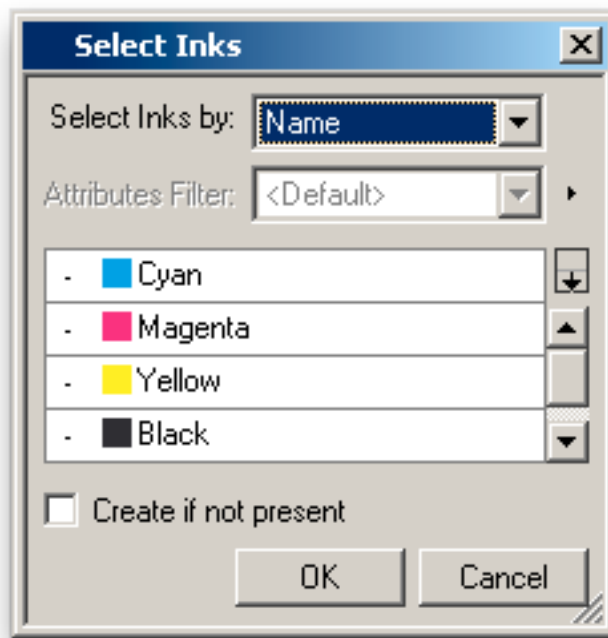 Select Inks
Select Inks by: Name
Attributes Filter: <Default>
- Cyan
- Magenta
- Yellow
- Black
Create if not present
OK Cancel